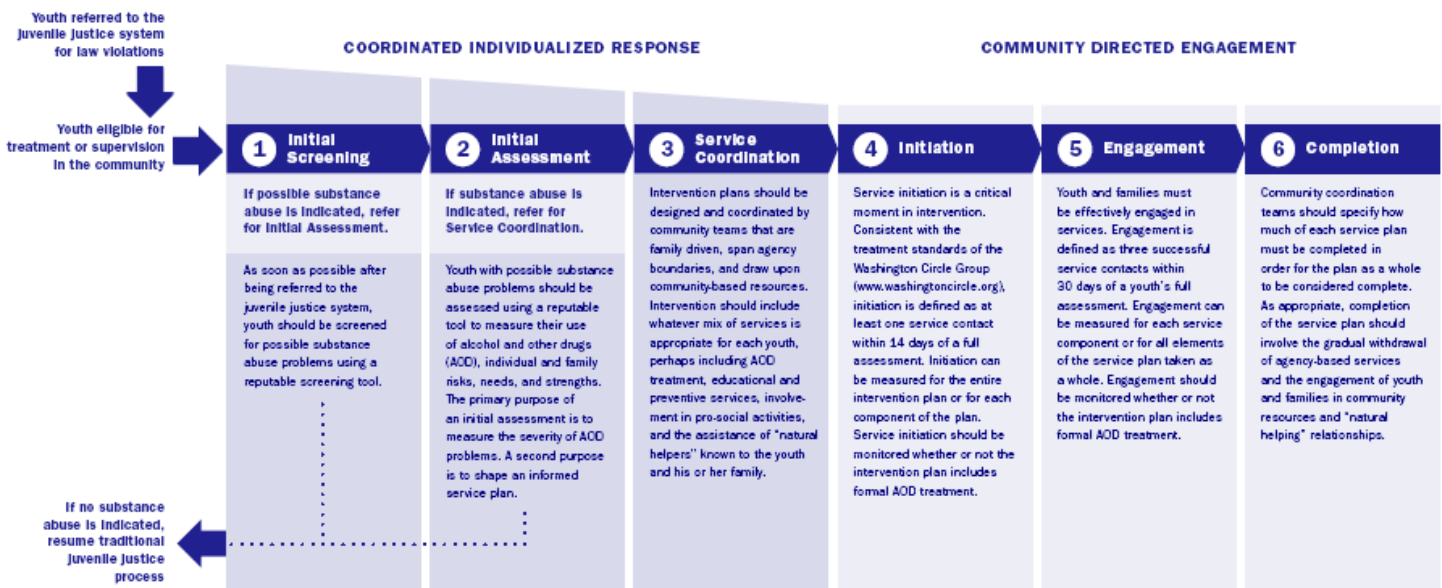 Youth referred to the
juvenile justice system
for law violations
COORDINATED INDIVIDUALIZED RESPONSE
COMMUNITY DIRECTED ENGAGEMENT
Youth eligible for
treatment or supervision
in the community
1 Initial
Screening
If possible substance
abuse is indicated, refer
for Initial Assessment.
As soon as possible after
being referred to the
juvenile justice system,
youth should be screened
for possible substance
abuse problems using a
reputable screening tool.
2 Initial
Assessment
If substance abuse is
indicated, refer for
Service Coordination.
Youth with possible substance
abuse problems should be
assessed using a reputable
tool to measure their use
of alcohol and other drugs
(AOD), individual and family
risks, needs, and strengths.
The primary purpose of
an initial assessment is to
measure the severity of AOD
problems. A second purpose
is to shape an informed
service plan.
3 Service
Coordination
Intervention plans should be
designed and coordinated by
community teams that are
family driven, span agency
boundaries, and draw upon
community-based resources.
Intervention should include
whatever mix of services is
appropriate for each youth,
perhaps including AOD
treatment, educational and
preventive services, involve-
ment in pro-social activities,
and the assistance of "natural
helpers" known to the youth
and his or her family.
4 Initiation
Service initiation is a critical
moment in intervention.
Consistent with the
treatment standards of the
Washington Circle Group
(www.washingtoncircle.org),
initiation is defined as at
least one service contact
within 14 days of a full
assessment. Initiation can
be measured for the entire
intervention plan or for each
component of the plan.
Service initiation should be
monitored whether or not the
intervention plan includes
formal AOD treatment.
5 Engagement
Youth and families must
be effectively engaged in
services. Engagement is
defined as three successful
service contacts within
30 days of a youth's full
assessment. Engagement can
be measured for each service
component or for all elements
of the service plan taken as
a whole. Engagement should
be monitored whether or not
the intervention plan includes
formal AOD treatment.
6 Completion
Community coordination
teams should specify how
much of each service plan
must be completed in
order for the plan as a whole
to be considered complete.
As appropriate, completion
of the service plan should
involve the gradual withdrawal
of agency-based services
and the engagement of youth
and families in community
resources and "natural
helping" relationships.
If no substance
abuse is indicated,
resume traditional
juvenile justice
process